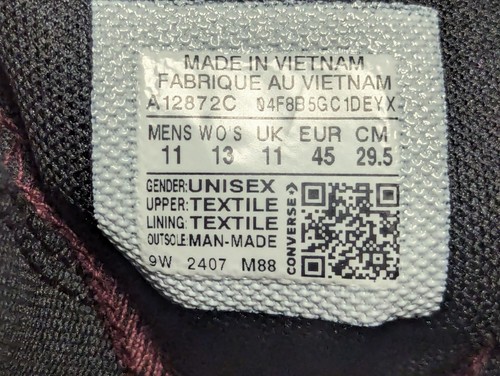 MADE IN VIETNAM
FABRIQUE AU VIETNAM
A12872C 04F8B5GC1DEYX
MENS WO'S UK EUR CM
11 13 11 45 29.5
GENDER: UNISEX
UPPER: TEXTILE
LINING: TEXTILE
OUTSOLE: MAN-MADE
9W 2407 M88
CONVERSE